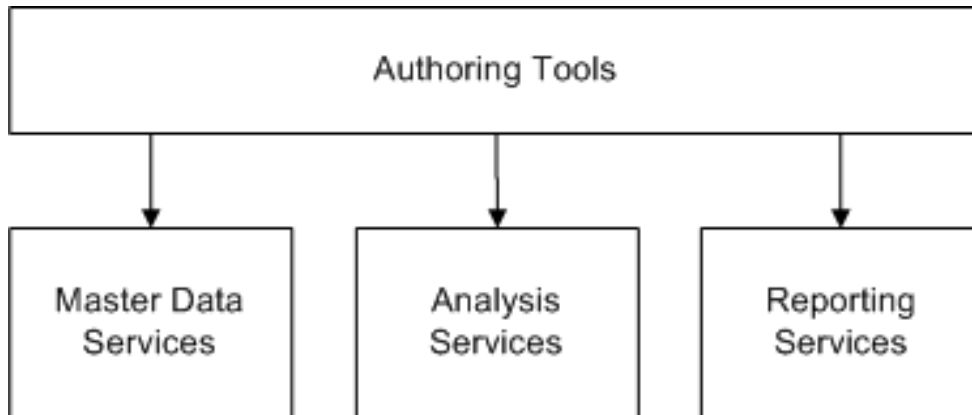 Authoring Tools
Master Data
Services
Analysis
Services
Reporting
Services